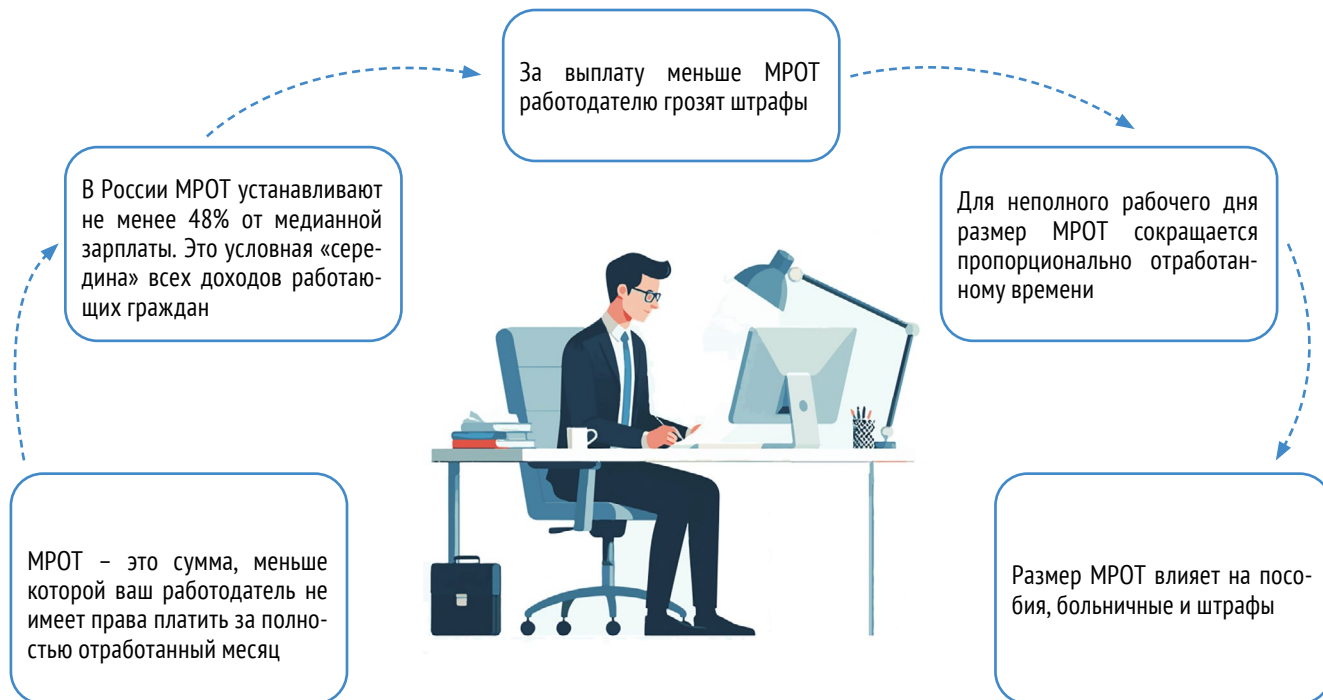 МРОТ – это сумма, меньше
которой ваш работодатель не
имеет права платить за полно-
стью отработанный месяц
В России МРОТ устанавливают
не менее 48% от медианной
зарплаты. Это условная «сере-
дина» всех доходов работаю-
щих граждан
За выплату меньше МРОТ
работодателю грозят штрафы
Для неполного рабочего дня
размер МРОТ сокращается
пропорционально отработан-
ному времени
Размер МРОТ влияет на посо-
бия, больничные и штрафы